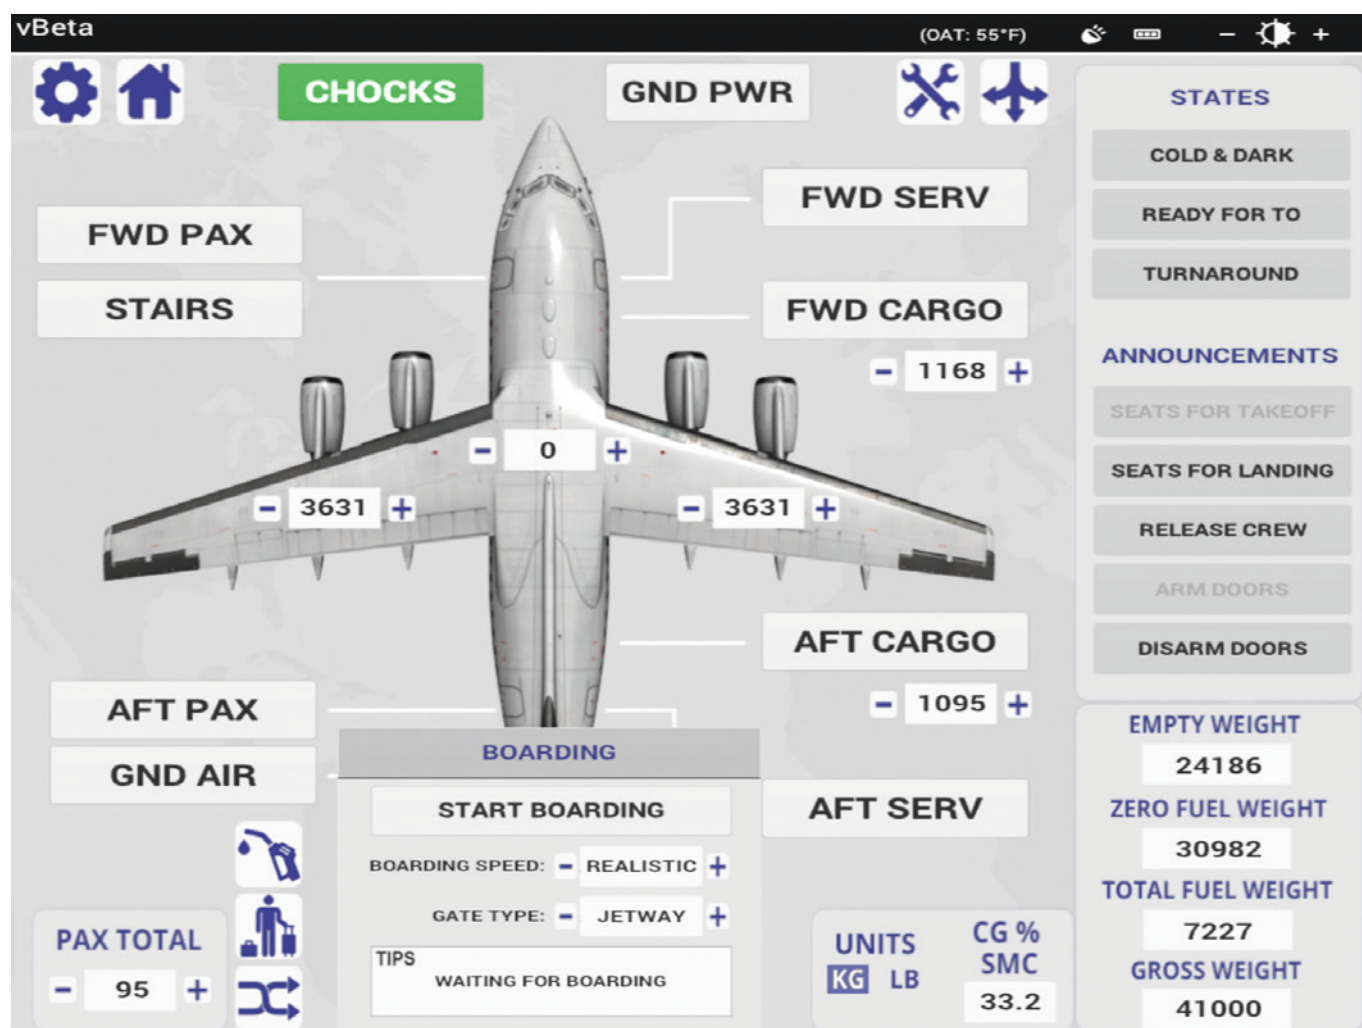 vBeta
(OAT: 55°F)
- +
CHOCKS
GND PWR
FWD PAX
STAIRS
FWD SERV
FWD CARGO
- 1168 +
- 0 +
- 3631 +
- 3631 +
AFT CARGO
- 1095 +
AFT PAX
GND AIR
AFT SERV
BOARDING
START BOARDING
BOARDING SPEED: - REALISTIC +
GATE TYPE: - JETWAY +
TIPS
WAITING FOR BOARDING
PAX TOTAL
- 95 +
UNITS
KG LB
CG %
SMC
33.2
STATES
COLD & DARK
READY FOR TO
TURNAROUND
ANNOUNCEMENTS
SEATS FOR TAKEOFF
SEATS FOR LANDING
RELEASE CREW
ARM DOORS
DISARM DOORS
EMPTY WEIGHT
24186
ZERO FUEL WEIGHT
30982
TOTAL FUEL WEIGHT
7227
GROSS WEIGHT
41000